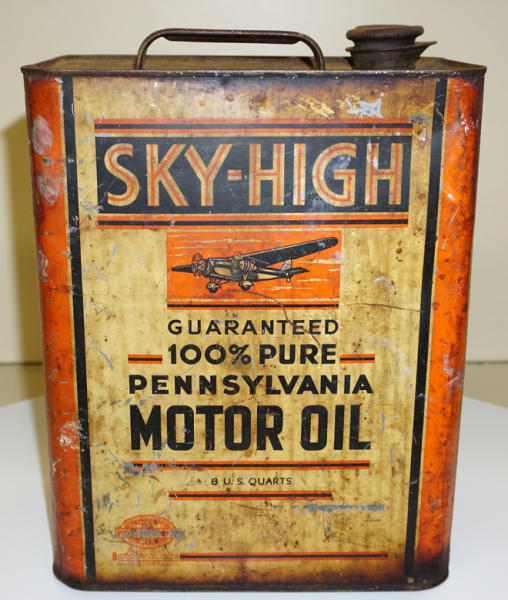 SKY-HIGH
GUARANTEED
100% PURE
PENNSYLVANIA
MOTOR OIL
8 U.S. QUARTS